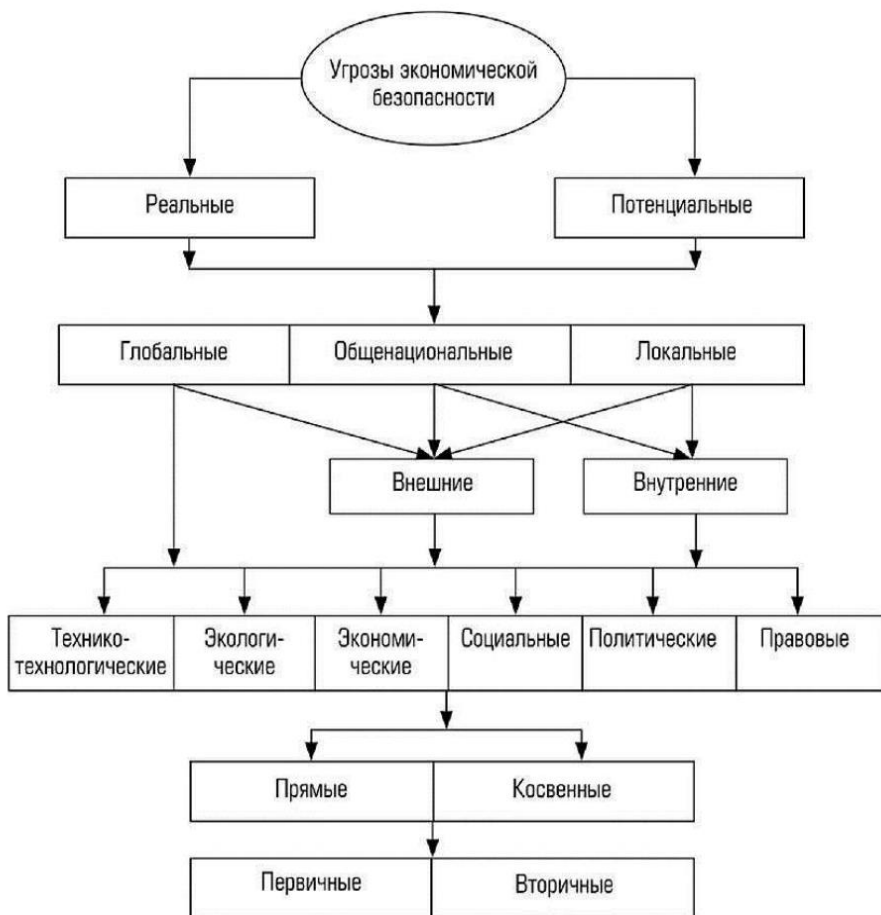 Угрозы экономической
безопасности
Реальные
Потенциальные
Глобальные
Общенациональные
Локальные
Внешние
Внутренние
Технико-
технологические
Экологи-
ческие
Экономи-
ческие
Социальные
Политические
Правовые
Прямые
Косвенные
Первичные
Вторичные